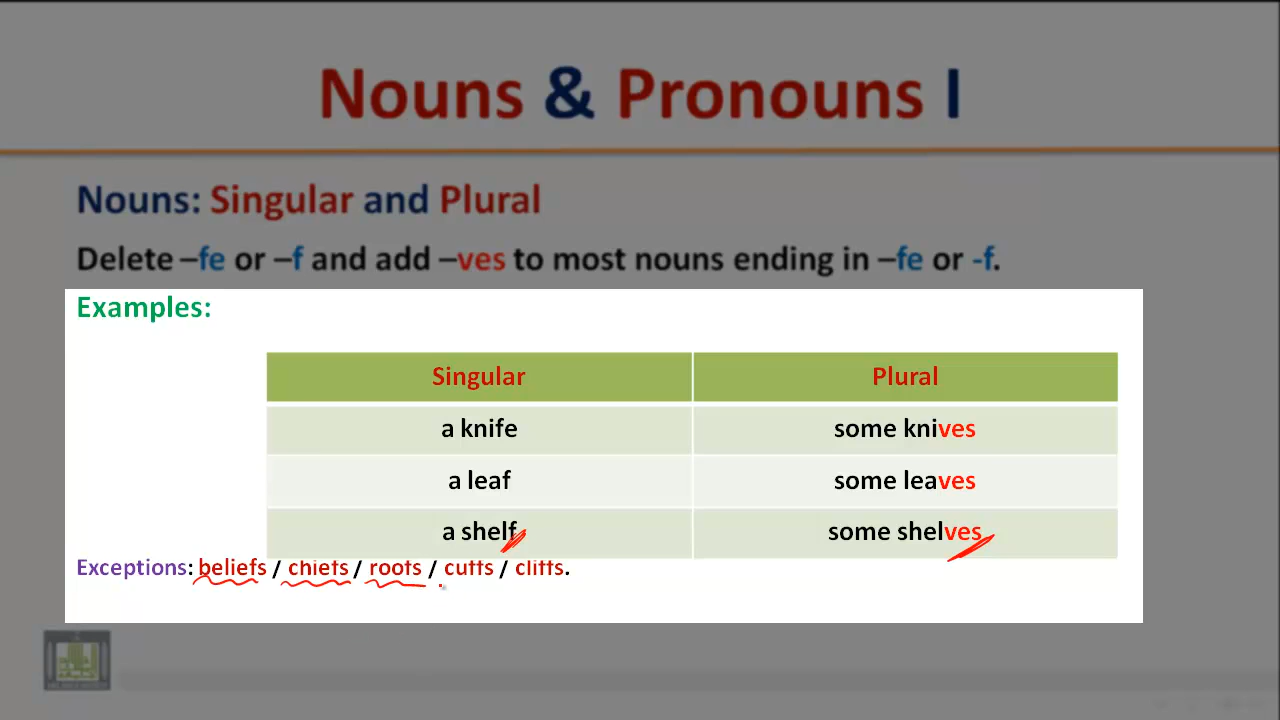 Nouns & Pronouns I
Nouns: Singular and Plural
Delete –fe or –f and add –ves to most nouns ending in –fe or -f.
Examples:
Singular Plural
a knife some knives
a leaf some leaves
a shelf some shelves
Exceptions: beliefs / chiefs / roofs / cuffs / cliffs.